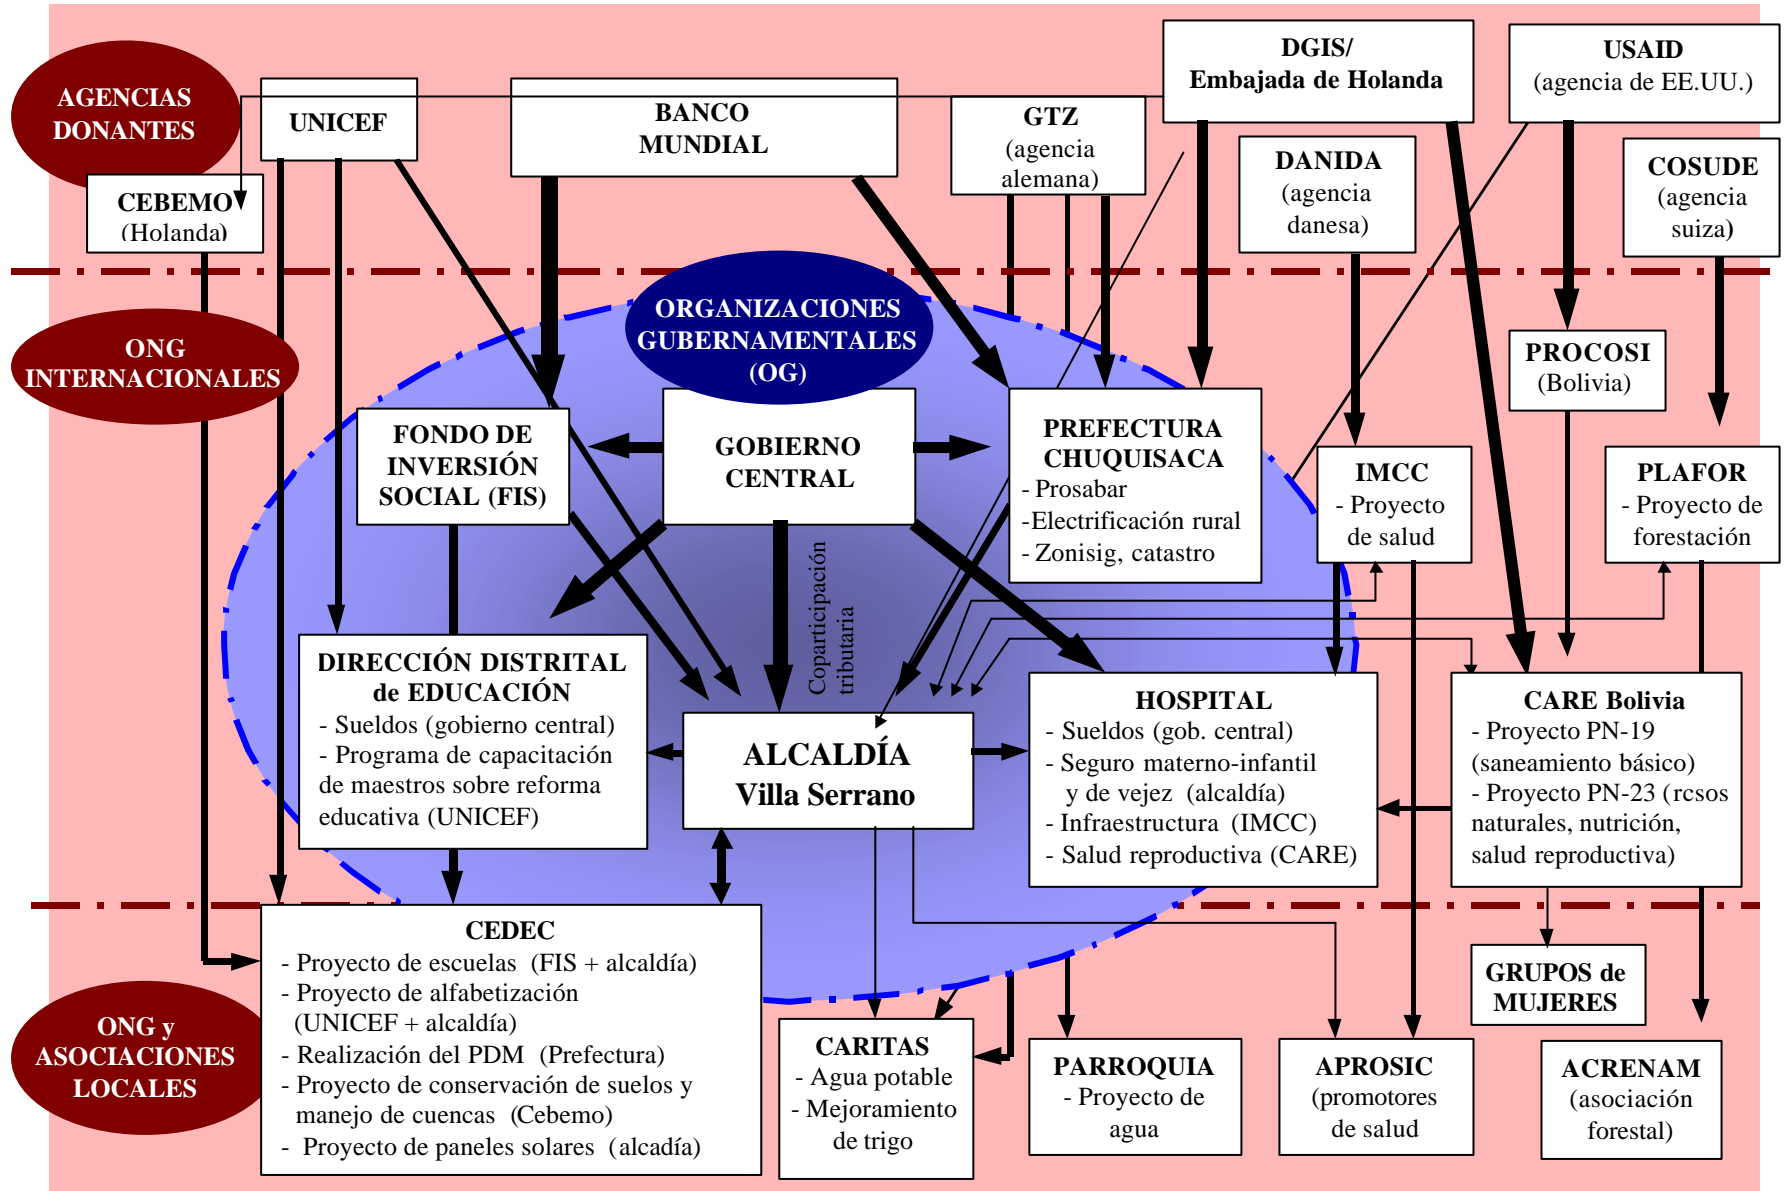 AGENCIAS
DONANTES
UNICEF
BANCO
MUNDIAL
GTZ
(agencia
alemana)
DGIS/
Embajada de Holanda
USAID
(agencia de EE.UU.)
DANIDA
(agencia
danesa)
COSUDE
(agencia
suiza)
CEBEMO
(Holanda)
ONG
INTERNACIONALES
ORGANIZACIONES
GUBERNAMENTALES
(OG)
PROCOSI
(Bolivia)
FONDO DE
INVERSIÓN
SOCIAL (FIS)
GOBIERNO
CENTRAL
PREFECTURA
CHUQUISACA
- Prosabar
-Electrificación rural
- Zonisig, catastro
IMCC
- Proyecto
de salud
PLAFOR
- Proyecto de
forestación
Coparticipación
tributaria
DIRECCIÓN DISTRITAL
de EDUCACIÓN
- Sueldos (gobierno central)
- Programa de capacitación
de maestros sobre reforma
educativa (UNICEF)
ALCALDÍA
Villa Serrano
HOSPITAL
- Sueldos (gob. central)
- Seguro materno-infantil
y de vejez (alcaldía)
- Infraestructura (IMCC)
- Salud reproductiva (CARE)
CARE Bolivia
- Proyecto PN-19
(saneamiento básico)
- Proyecto PN-23 (rcsos
naturales, nutrición,
salud reproductiva)
ONG y
ASOCIACIONES
LOCALES
CEDEC
- Proyecto de escuelas (FIS + alcaldía)
- Proyecto de alfabetización
(UNICEF + alcaldía)
- Realización del PDM (Prefectura)
- Proyecto de conservación de suelos y
manejo de cuencas (Cebemo)
- Proyecto de paneles solares (alcadía)
CARITAS
- Agua potable
- Mejoramiento
de trigo
PARROQUIA
- Proyecto de
agua
APROSIC
(promotores
de salud
GRUPOS de
MUJERES
ACRENAM
(asociación
forestal)